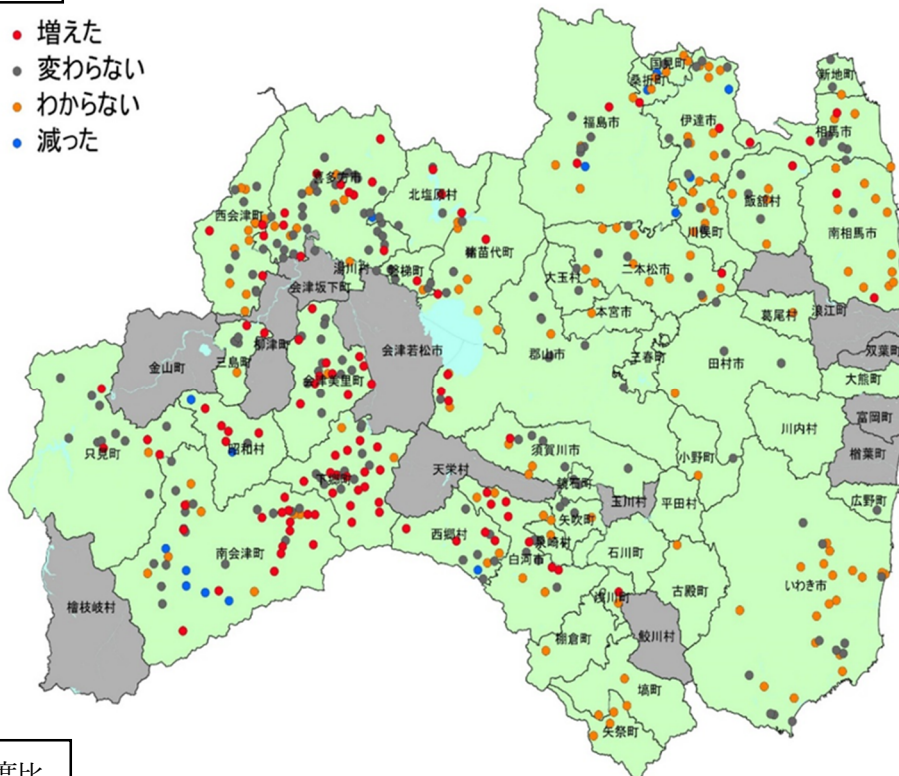 増えた
変わらない
わからない
減った
国見町
桑折町
新地町
福島市
伊達市
相馬市
喜多方市
北塩原村
飯舘村
西会津町
川俣町
南相馬市
猪苗代町
湯川村
磐梯町
二本松市
大玉村
会津坂下町
本宮市
葛尾村
浪江町
柳津町
会津若松市
郡山市
三春町
双葉町
金山町
三島町
田村市
大熊町
会津美里町
富岡町
昭和村
川内村
只見町
須賀川市
小野町
楢葉町
天栄村
下郷町
鏡石町
玉川村
平田村
広野町
矢吹町
西郷村
泉崎村
南会津町
白河市
石川町
いわき市
古殿町
檜枝岐村
浅川町
棚倉町
鮫川村
塙町
矢祭町
度比